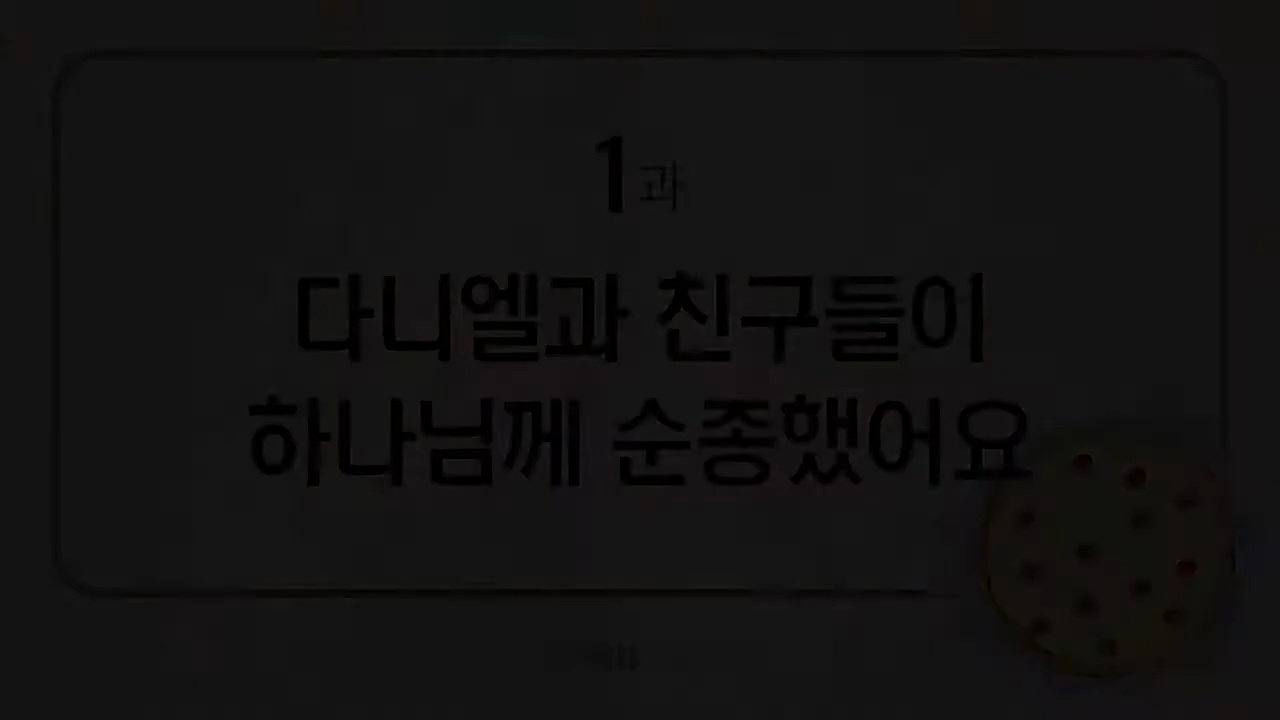 1과
다니엘과 친구들이
하나님께 순종했어요